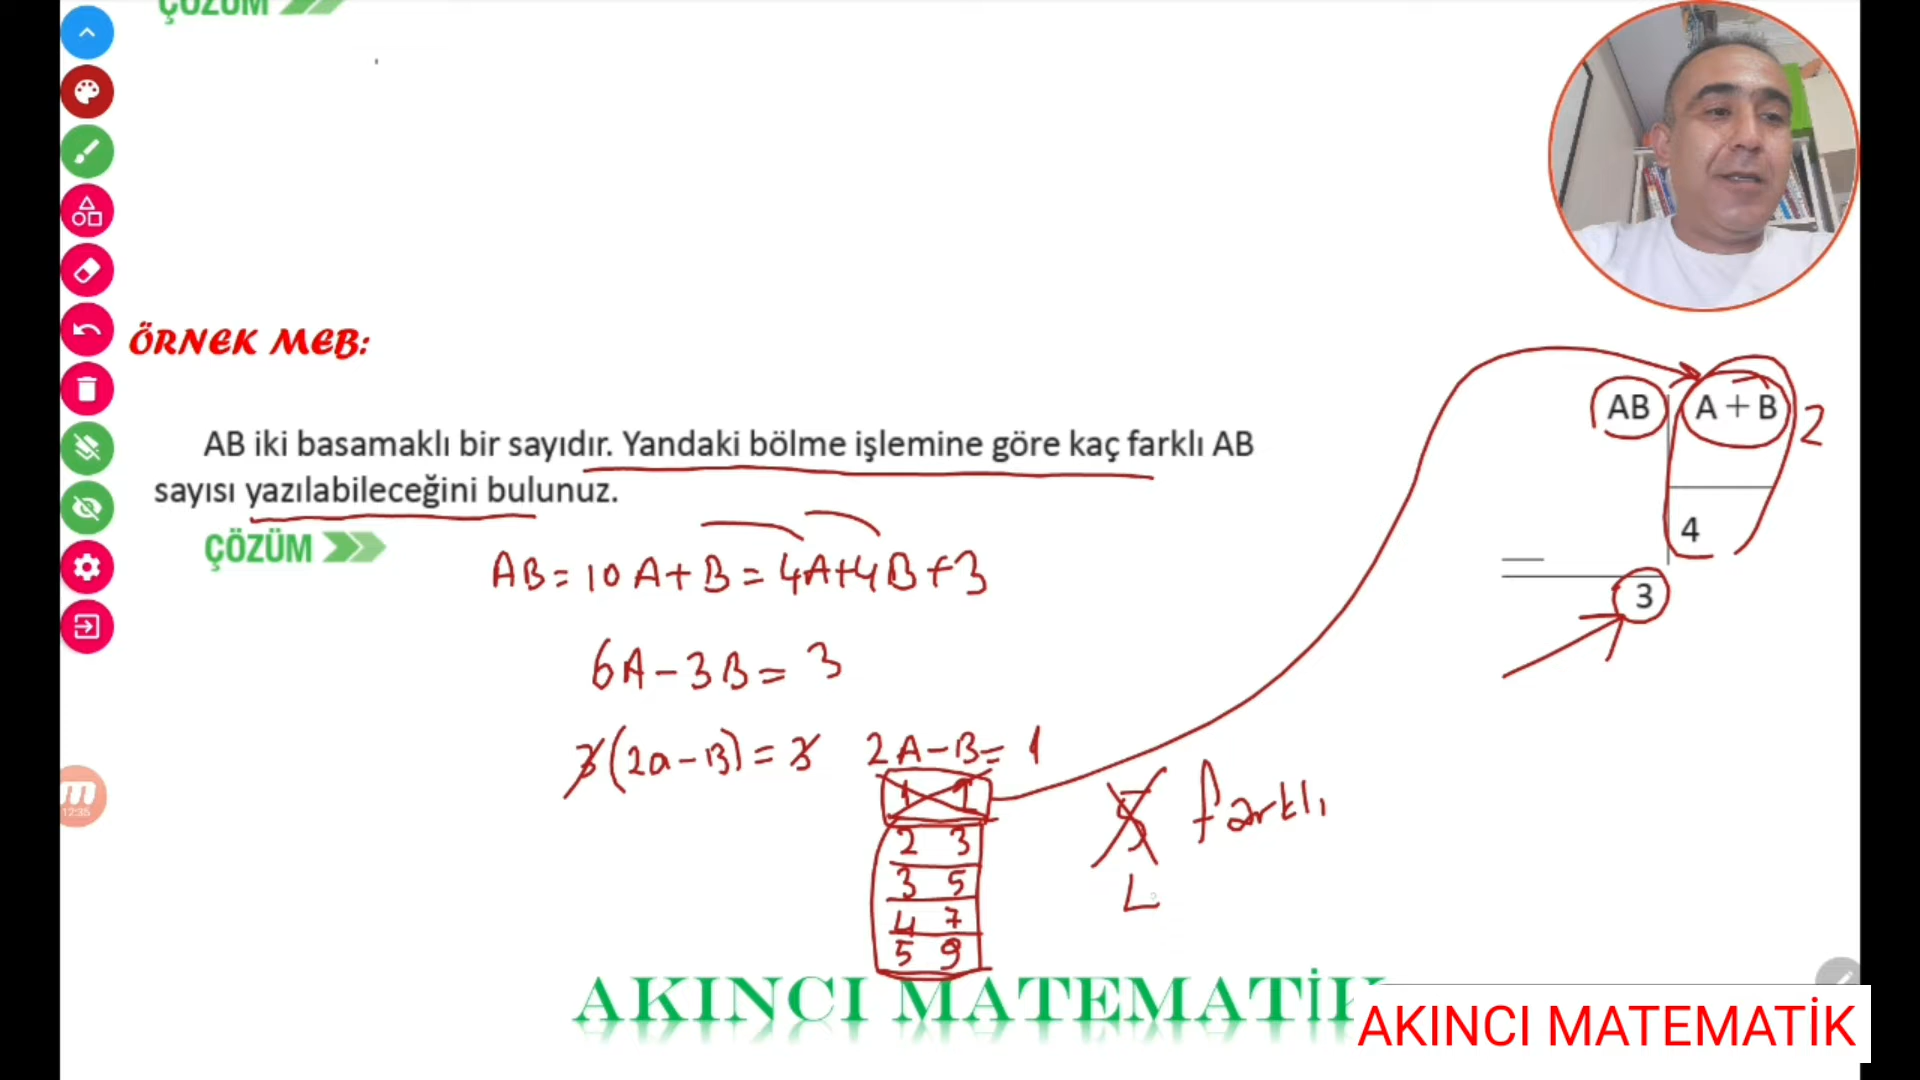 ÇÖZÜM
ÖRNEK MEB:
AB iki basamaklı bir sayıdır. Yandaki bölme işlemine göre kaç farklı AB
sayısı yazılabileceğini bulunuz.
AB
A + B
2
4
3
ÇÖZÜM
AB = 10A + B = 4A+4B+3
6A - 3B = 3
3(2a - B) = 3
2A - B = 1
1 1
2 3
3 5
4 7
5 9
5 farklı
12:35
AKINCI MATEMATİK
AKINCI MATEMATİK